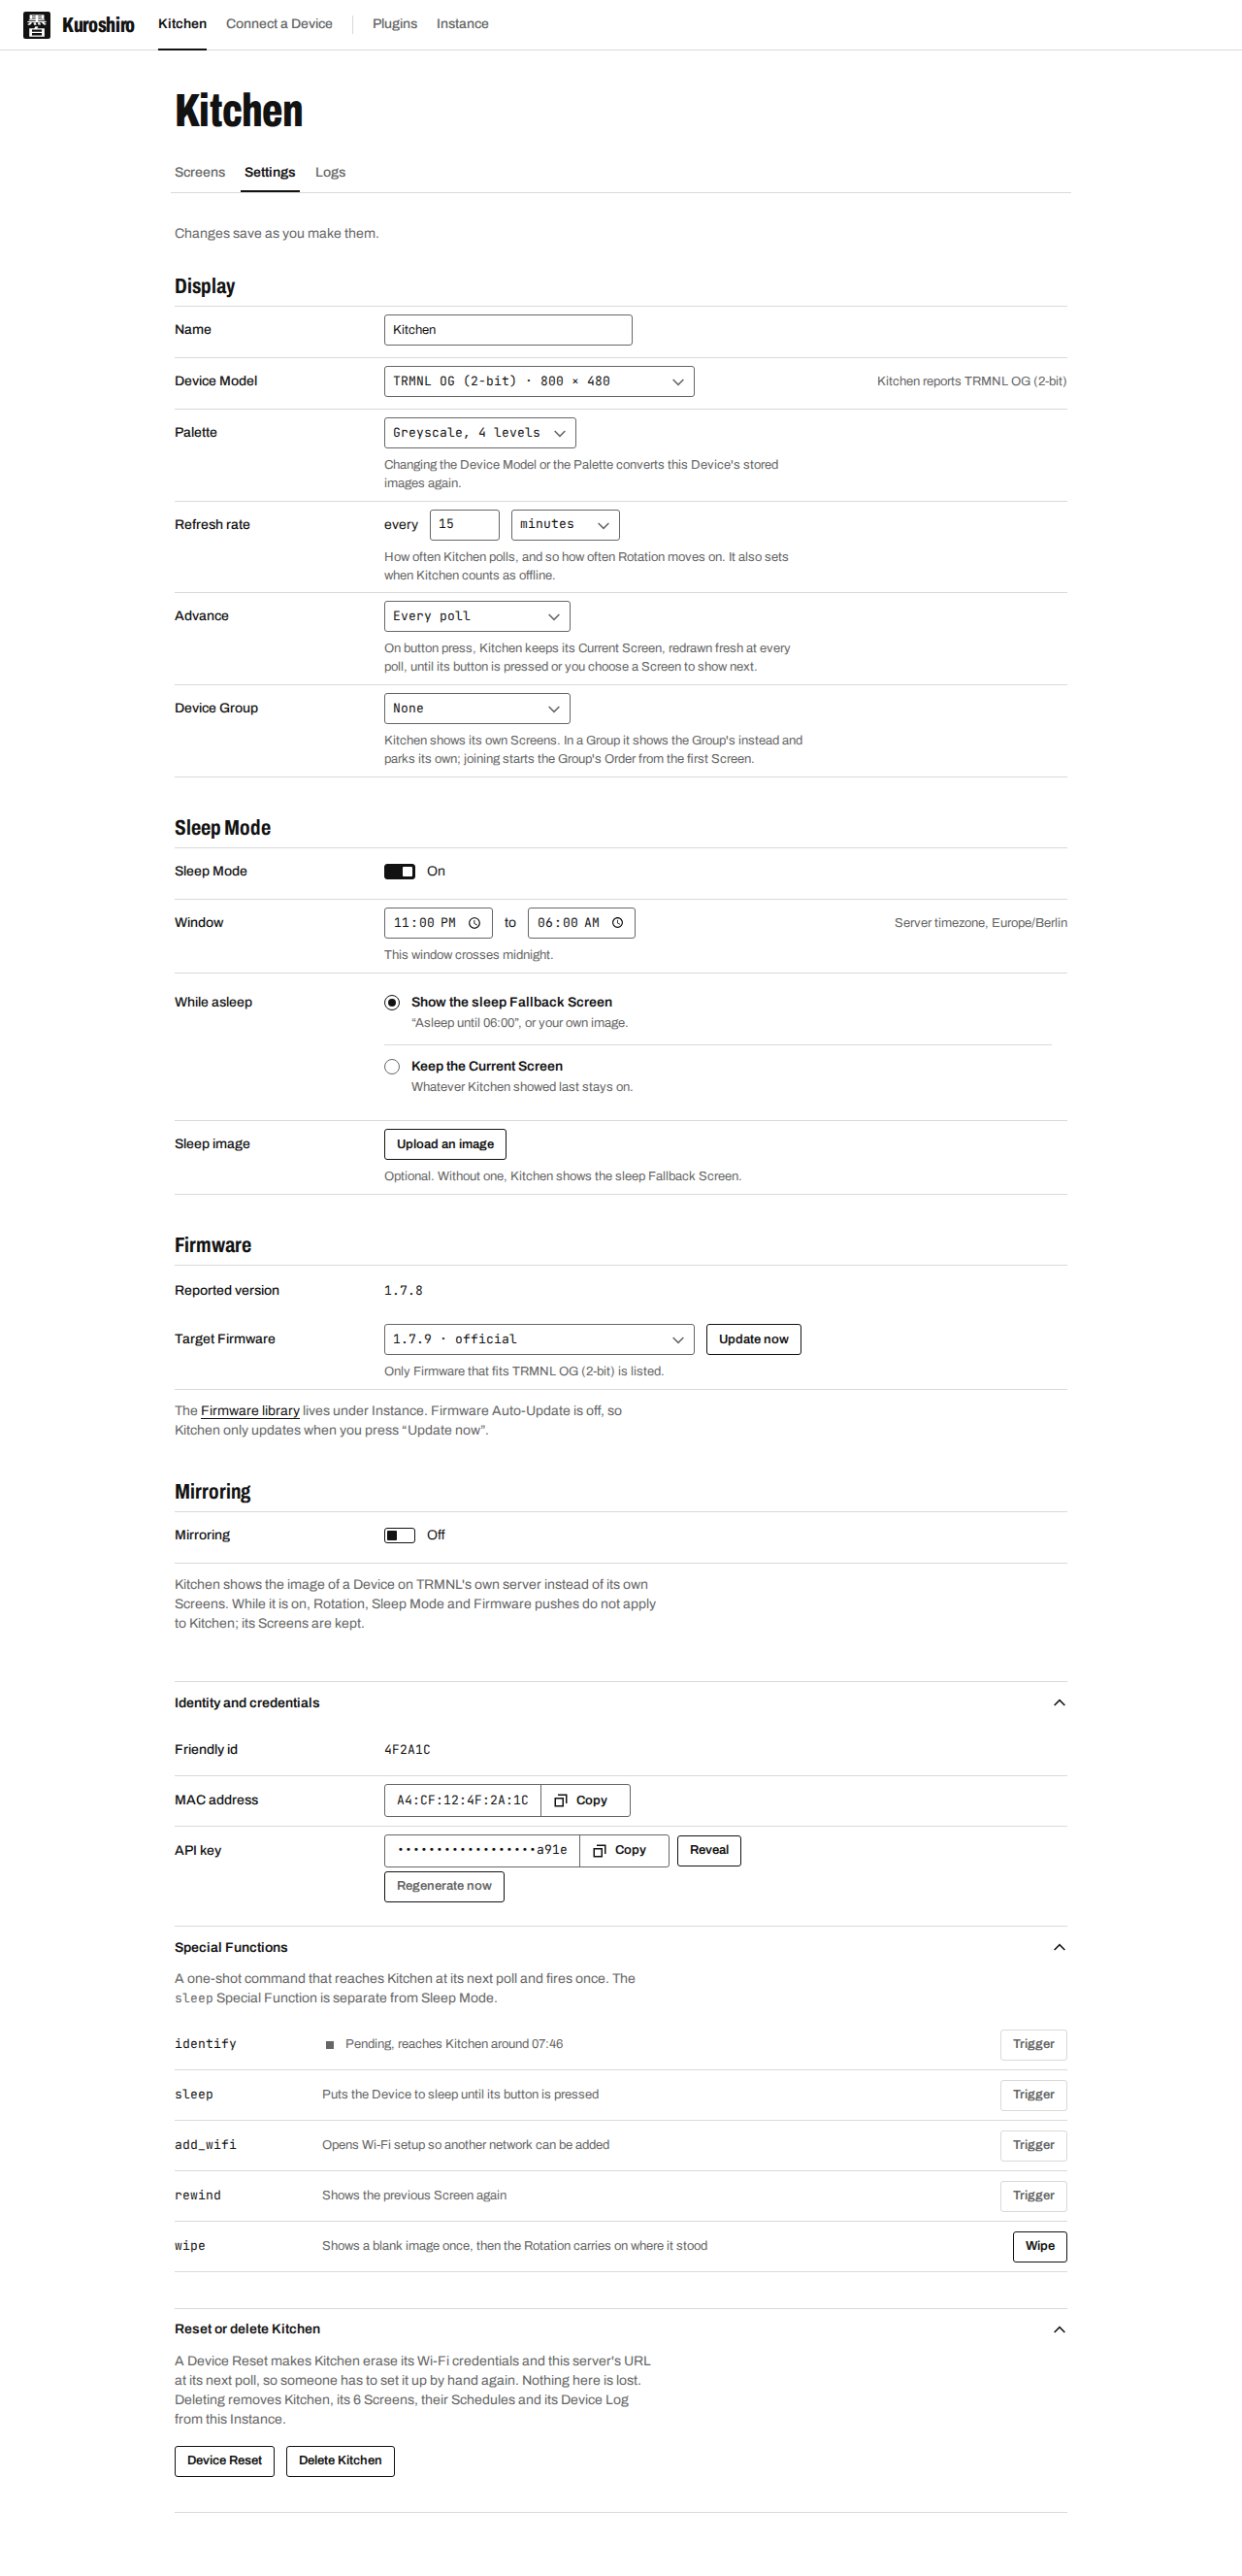 黑白 Kuroshiro Kitchen Connect a Device Plugins Instance
Kitchen
Screens Settings Logs
Changes save as you make them.
Display
Name Kitchen
Device Model TRMNL OG (2-bit) · 800 × 480 Kitchen reports TRMNL OG (2-bit)
Palette Greyscale, 4 levels
Changing the Device Model or the Palette converts this Device's stored
images again.
Refresh rate every 15 minutes
How often Kitchen polls, and so how often Rotation moves on. It also sets
when Kitchen counts as offline.
Advance Every poll
On button press, Kitchen keeps its Current Screen, redrawn fresh at every
poll, until its button is pressed or you choose a Screen to show next.
Device Group None
Kitchen shows its own Screens. In a Group it shows the Group's instead and
parks its own; joining starts the Group's Order from the first Screen.
Sleep Mode
Sleep Mode On
Window 11:00 PM to 06:00 AM Server timezone, Europe/Berlin
This window crosses midnight.
While asleep Show the sleep Fallback Screen
“Asleep until 06:00”, or your own image.
Keep the Current Screen
Whatever Kitchen showed last stays on.
Sleep image Upload an image
Optional. Without one, Kitchen shows the sleep Fallback Screen.
Firmware
Reported version 1.7.8
Target Firmware 1.7.9 · official Update now
Only Firmware that fits TRMNL OG (2-bit) is listed.
The Firmware library lives under Instance. Firmware Auto-Update is off, so
Kitchen only updates when you press “Update now”.
Mirroring
Mirroring Off
Kitchen shows the image of a Device on TRMNL's own server instead of its own
Screens. While it is on, Rotation, Sleep Mode and Firmware pushes do not apply
to Kitchen; its Screens are kept.
Identity and credentials
Friendly id 4F2A1C
MAC address A4:CF:12:4F:2A:1C Copy
API key ••••••••••••••••••a91e Copy Reveal
Regenerate now
Special Functions
A one-shot command that reaches Kitchen at its next poll and fires once. The
sleep Special Function is separate from Sleep Mode.
identify Pending, reaches Kitchen around 07:46 Trigger
sleep Puts the Device to sleep until its button is pressed Trigger
add_wifi Opens Wi-Fi setup so another network can be added Trigger
rewind Shows the previous Screen again Trigger
wipe Shows a blank image once, then the Rotation carries on where it stood Wipe
Reset or delete Kitchen
A Device Reset makes Kitchen erase its Wi-Fi credentials and this server's URL
at its next poll, so someone has to set it up by hand again. Nothing here is lost.
Deleting removes Kitchen, its 6 Screens, their Schedules and its Device Log
from this Instance.
Device Reset Delete Kitchen